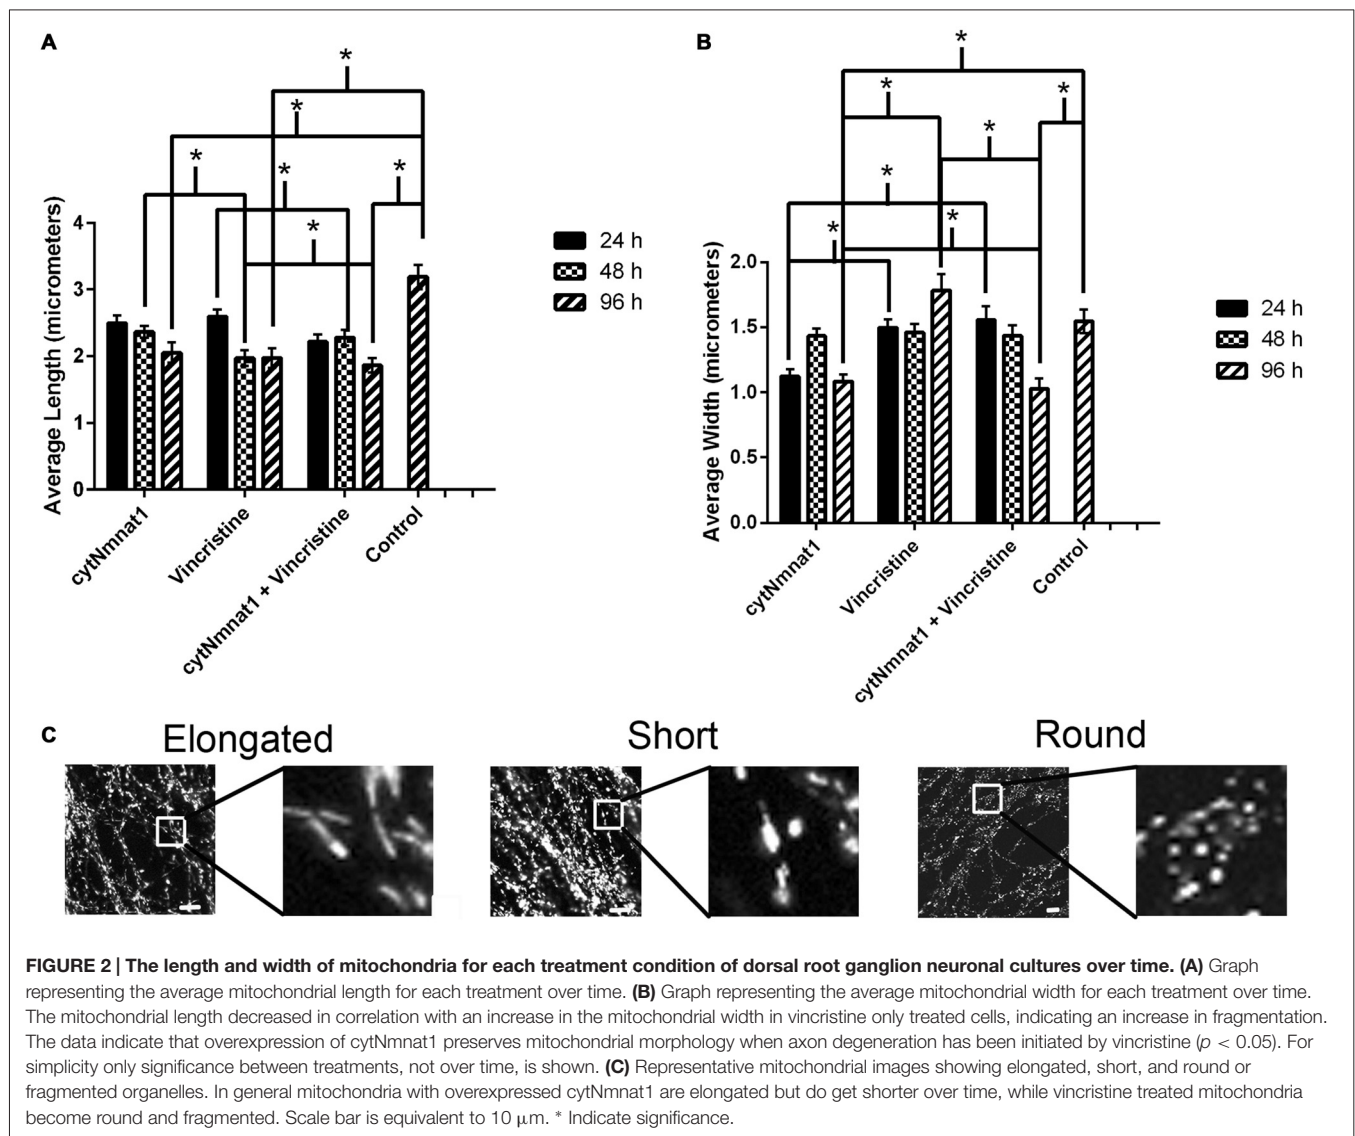 A
*
*
*
*
*
*
Average Length (micrometers)
4
3
2
1
0
24 h
48 h
96 h
cytNmnat1
Vincristine
cytNmnat1 + Vincristine
Control
B
*
*
*
*
*
*
*
Average Width (micrometers)
2.0
1.5
1.0
0.5
0.0
24 h
48 h
96 h
cytNmnat1
Vincristine
cytNmnat1 + Vincristine
Control
C
Elongated
Short
Round
FIGURE 2 | The length and width of mitochondria for each treatment condition of dorsal root ganglion neuronal cultures over time. (A) Graph
representing the average mitochondrial length for each treatment over time. (B) Graph representing the average mitochondrial width for each treatment over time.
The mitochondrial length decreased in correlation with an increase in the mitochondrial width in vincristine only treated cells, indicating an increase in fragmentation.
The data indicate that overexpression of cytNmnat1 preserves mitochondrial morphology when axon degeneration has been initiated by vincristine (p < 0.05). For
simplicity only significance between treatments, not over time, is shown. (C) Representative mitochondrial images showing elongated, short, and round or
fragmented organelles. In general mitochondria with overexpressed cytNmnat1 are elongated but do get shorter over time, while vincristine treated mitochondria
become round and fragmented. Scale bar is equivalent to 10 μm. * Indicate significance.